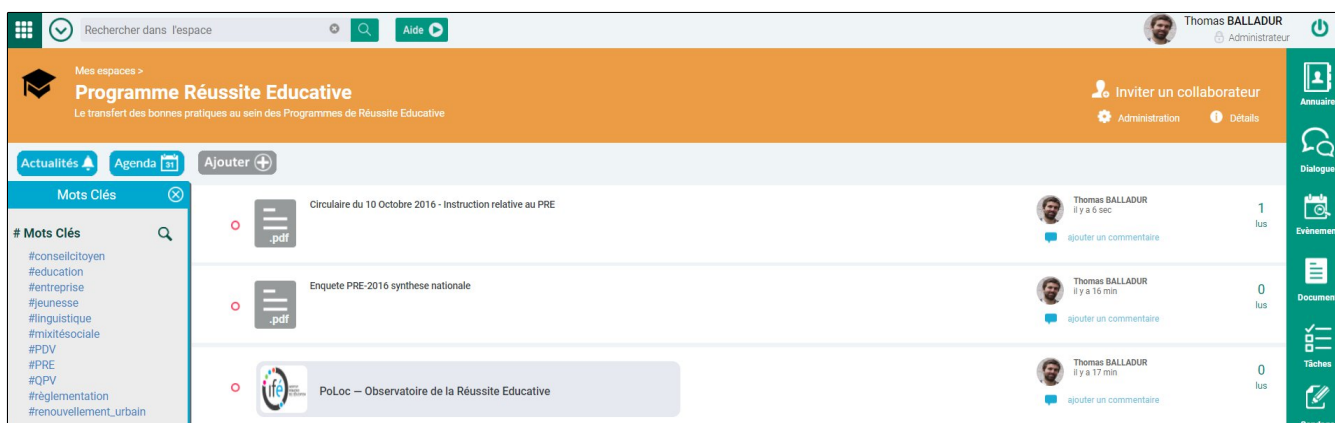 Rechercher dans l'espace
Aide
Thomas BALLADUR
Administrateur
Mes espaces >
Programme Réussite Educative
Le transfert des bonnes pratiques au sein des Programmes de Réussite Educative
Inviter un collaborateur
Administration
Détails
Actualités
Agenda
31
Ajouter
Mots Clés
# Mots Clés
#conseilcitoyen
#education
#entreprise
#jeunesse
#linguistique
#mixitésociale
#PDV
#PRE
#QPV
#règlementation
#renouvellement_urbain
.pdf
Circulaire du 10 Octobre 2016 - Instruction relative au PRE
Thomas BALLADUR
il y a 6 sec
ajouter un commentaire
1
lus
.pdf
Enquete PRE-2016 synthese nationale
Thomas BALLADUR
il y a 16 min
ajouter un commentaire
0
lus
ifé
PoLoc — Observatoire de la Réussite Educative
Thomas BALLADUR
il y a 17 min
ajouter un commentaire
0
lus
Annuaire
Dialogue
Evènemen
Documen
Tâches